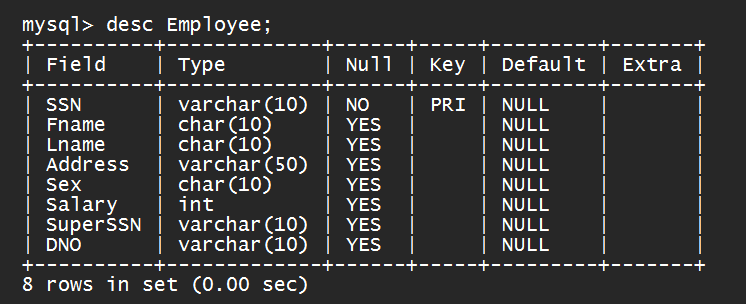 mysql> desc Employee;
+----------+-------------+------+-----+---------+-------+
| Field    | Type        | Null | Key | Default | Extra |
+----------+-------------+------+-----+---------+-------+
| SSN      | varchar(10) | NO   | PRI | NULL    |       |
| Fname    | char(10)    | YES  |     | NULL    |       |
| Lname    | char(10)    | YES  |     | NULL    |       |
| Address  | varchar(50) | YES  |     | NULL    |       |
| Sex      | char(10)    | YES  |     | NULL    |       |
| Salary   | int         | YES  |     | NULL    |       |
| SuperSSN | varchar(10) | YES  |     | NULL    |       |
| DNO      | varchar(10) | YES  |     | NULL    |       |
+----------+-------------+------+-----+---------+-------+
8 rows in set (0.00 sec)